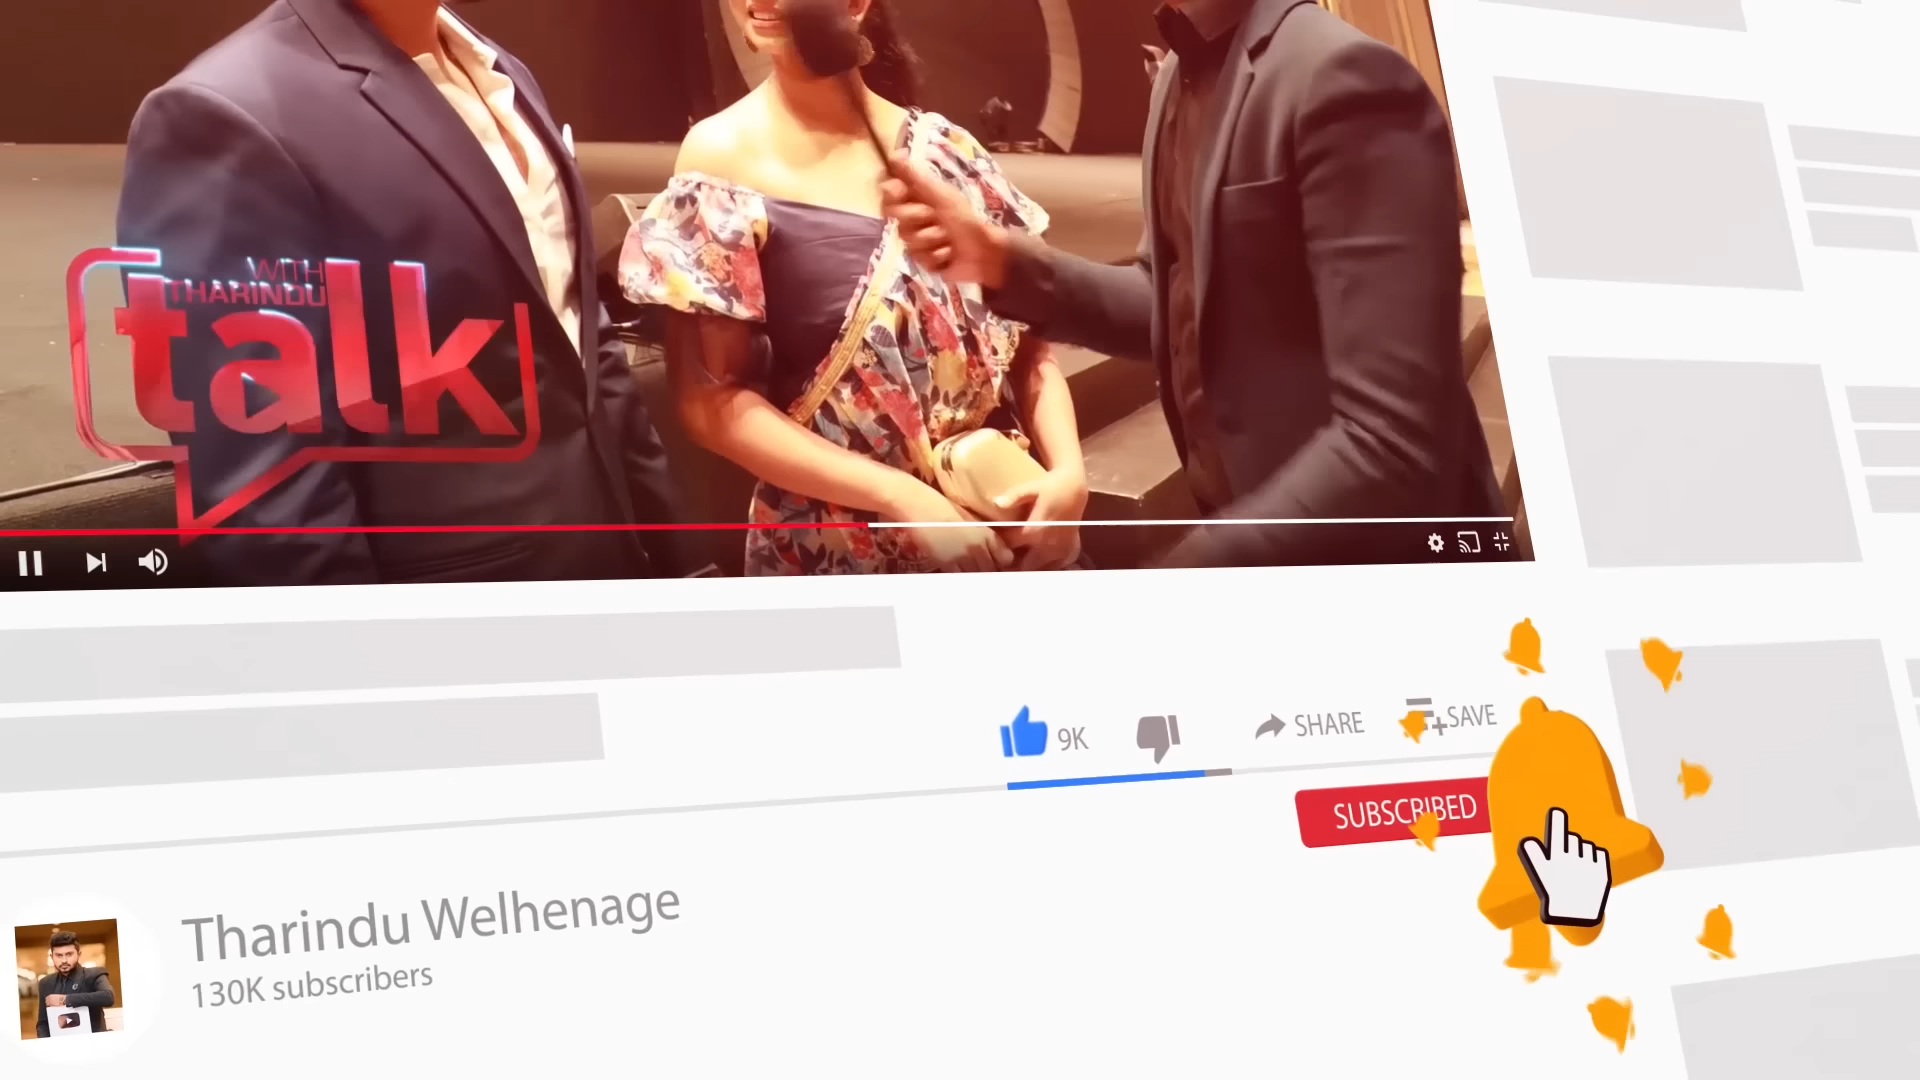 WITH
THARINDU
talk
9K
SHARE
SAVE
SUBSCRIBED
Tharindu Welhenage
130K subscribers